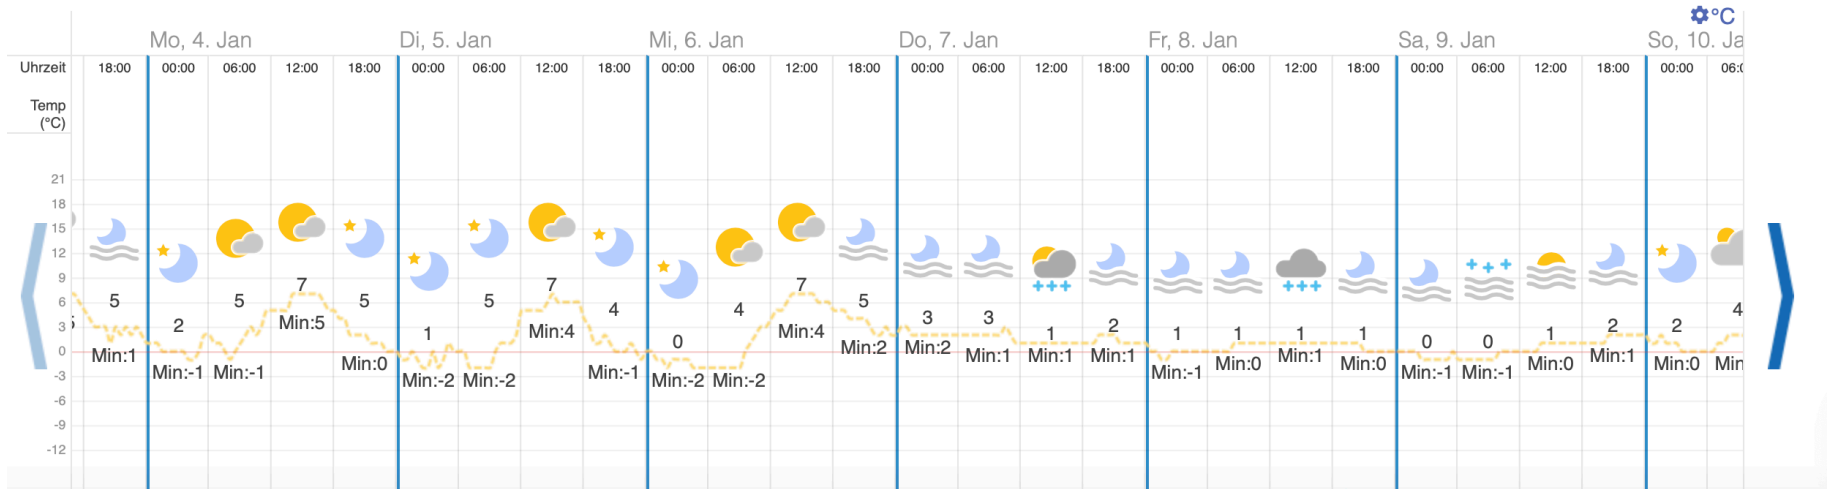 °C
Mo, 4. Jan Di, 5. Jan Mi, 6. Jan Do, 7. Jan Fr, 8. Jan Sa, 9. Jan So, 10. Ja
Uhrzeit 18:00 00:00 06:00 12:00 18:00 00:00 06:00 12:00 18:00 00:00 06:00 12:00 18:00 00:00 06:00 12:00 18:00 00:00 06:00 12:00 18:00 00:00 06:00 12:00 18:00 00:00 06:0
Temp
(°C)
21
18
15
12
9
6
3
0
-3
-6
-9
-12
5 5 2 5 7 5 1 5 7 4 0 4 7 5 3 3 1 2 1 1 1 1 0 0 1 2 2 4
Min:1 Min:-1 Min:-1 Min:5 Min:0 Min:-2 Min:-2 Min:4 Min:-1 Min:-2 Min:-2 Min:4 Min:2 Min:2 Min:1 Min:1 Min:1 Min:-1 Min:0 Min:1 Min:0 Min:-1 Min:-1 Min:0 Min:1 Min:0 Min